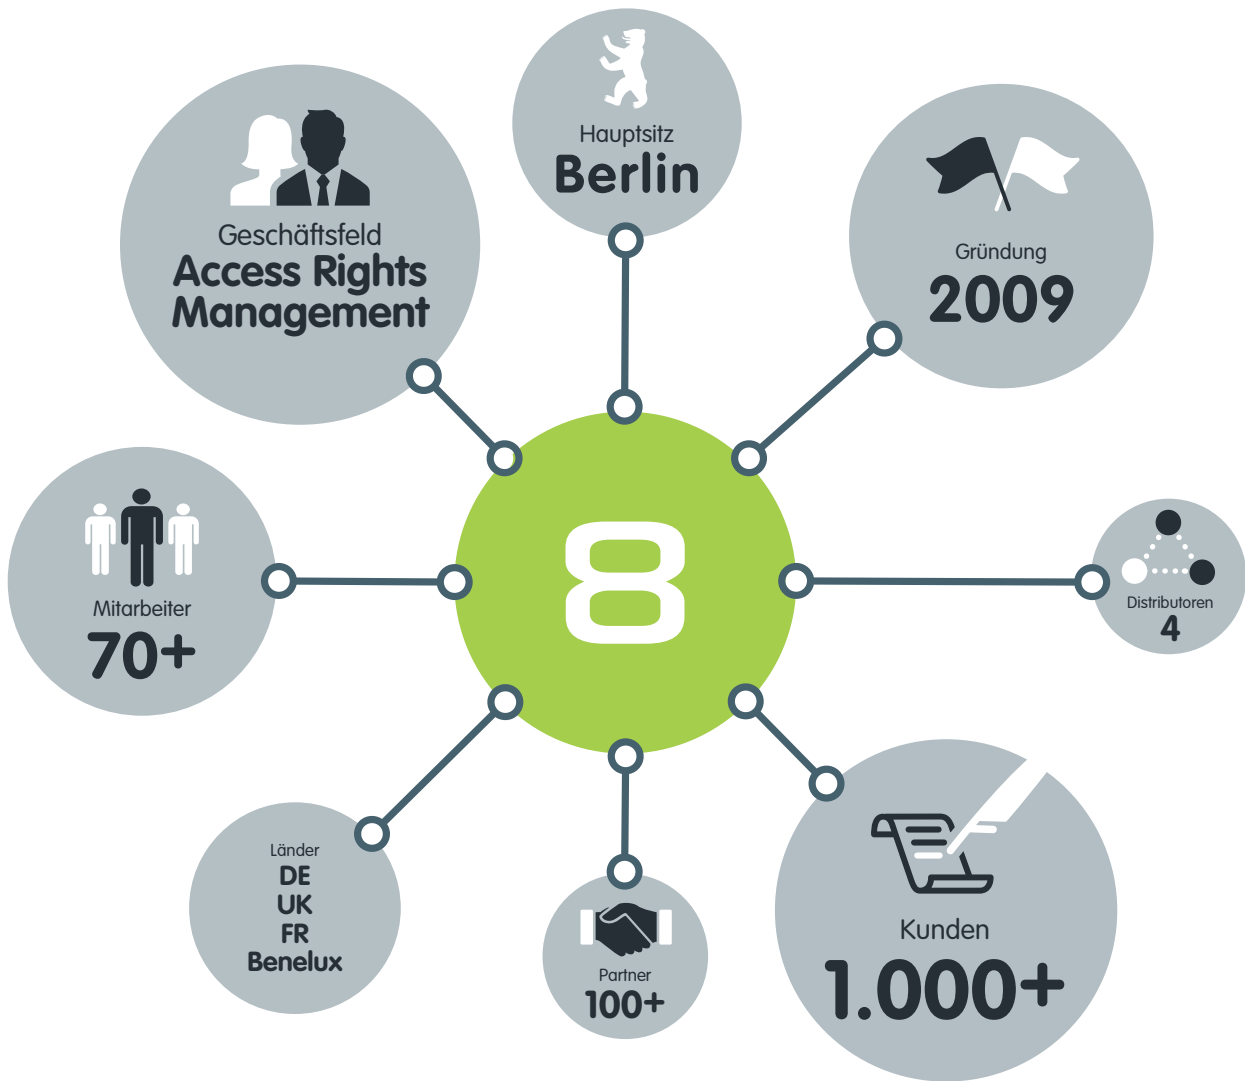 Hauptsitz
Berlin
Geschäftsfeld
Access Rights
Management
Gründung
2009
8
Mitarbeiter
70+
Distributoren
4
Länder
DE
UK
FR
Benelux
Partner
100+
Kunden
1.000+